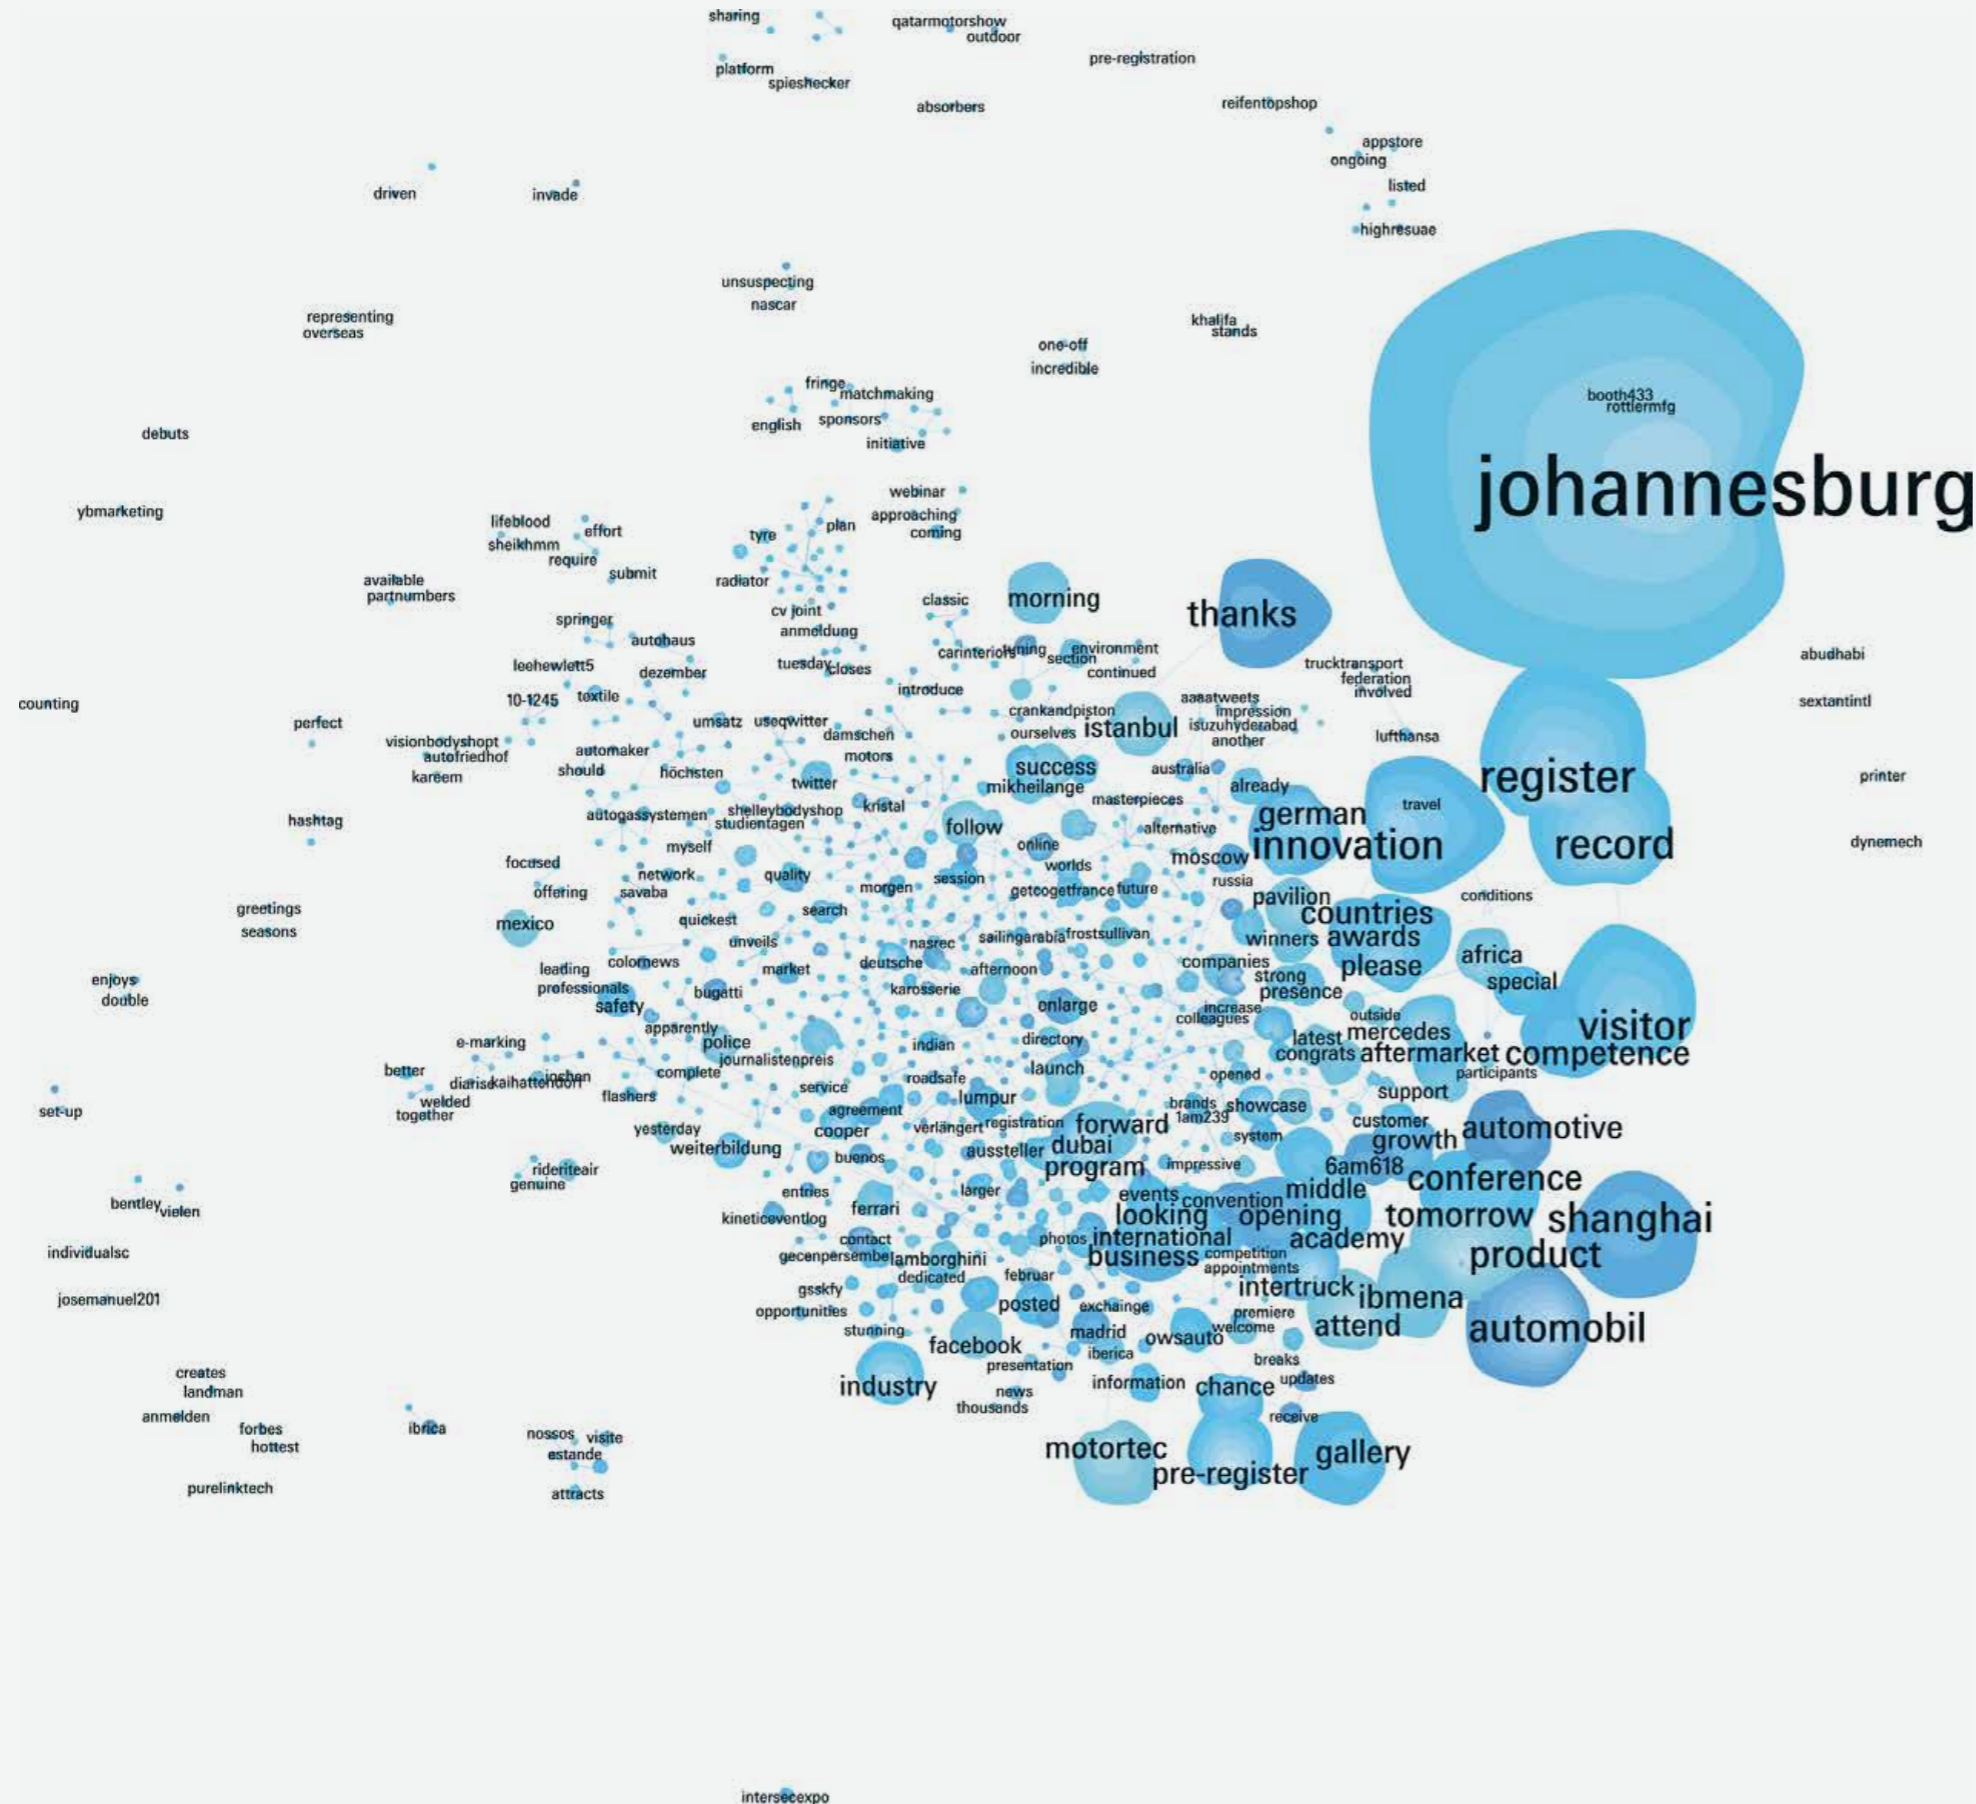 sharing
qatarmotorshow
outdoor
pre-registration
platform
spieshecker
absorbers
reifentopshop
appstore
ongoing
listed
driven
invade
highresuae
unsuspecting
nascar
representing
overseas
khalifa
stands
one-off
incredible
fringe
matchmaking
booth433
rottlermfg
english
sponsors
initiative
debuts
johannesburg
webinar
approaching
coming
ybmarketing
lifeblood
effort
sheikhmm
require
submit
tyre
plan
radiator
available
partnumbers
classic
morning
thanks
cv joint
anmeldung
springer
autohaus
carinteriors
tuning
section
environment
continued
tuesday
closes
leehewlett5
dezember
trucktransport
federation
involved
abudhabi
introduce
10-1245
textile
counting
aaaatweets
impression
isuzuhyderabad
another
sextantintl
crankandpiston
ourselves
istanbul
perfect
umsatz
useqwitter
damschen
motors
lufthansa
visionbodyshopt
autofriedhof
kareem
automaker
should
höchsten
twitter
success
mikheilange
australia
already
register
printer
masterpieces
german
travel
hashtag
autogassystemen
shelleybodyshop
studientagen
kristal
follow
alternative
innovation
record
dynemech
myself
online
moscow
focused
worlds
network
quality
session
russia
offering
savaba
morgen
getcogetfrance
future
pavilion
conditions
greetings
seasons
mexico
quickest
search
countries
winners
awards
unveils
nasrec
sailingarabia
frostsullivan
africa
leading
professionals
colornews
market
deutsche
afternoon
companies
please
strong
presence
special
enjoys
double
safety
bugatti
karosserie
enlarge
increase
colleagues
outside
apparently
police
visitor
e-marking
indian
directory
latest
mercedes
congrats
aftermarket
competence
journalistenpreis
better
diarise
kaihattendorf
jochen
complete
service
roadsafe
launch
opened
participants
support
set-up
welded
together
flashers
agreement
lumpur
brands
1am239
showcase
customer
yesterday
cooper
verlängert
registration
forward
system
growth
automotive
weiterbildung
buenos
aussteller
dubai
program
impressive
6am618
conference
rideriteair
genuine
entries
larger
events
convention
middle
bentley
vielen
kineticeventlog
ferrari
looking
opening
tomorrow
shanghai
contact
photos
international
academy
individualsc
gecenpersembe
lamborghini
business
competition
appointments
product
dedicated
februar
gsskfy
intertruck
ibmena
josemanuel201
opportunities
posted
exchainge
premiere
welcome
attend
automobil
stunning
facebook
madrid
owsauto
iberica
presentation
breaks
updates
creates
landman
industry
news
thousands
information
chance
anmelden
forbes
hottest
ibrica
receive
nossos
visite
estande
motortec
gallery
pre-register
purelinktech
attracts
intersecexpo